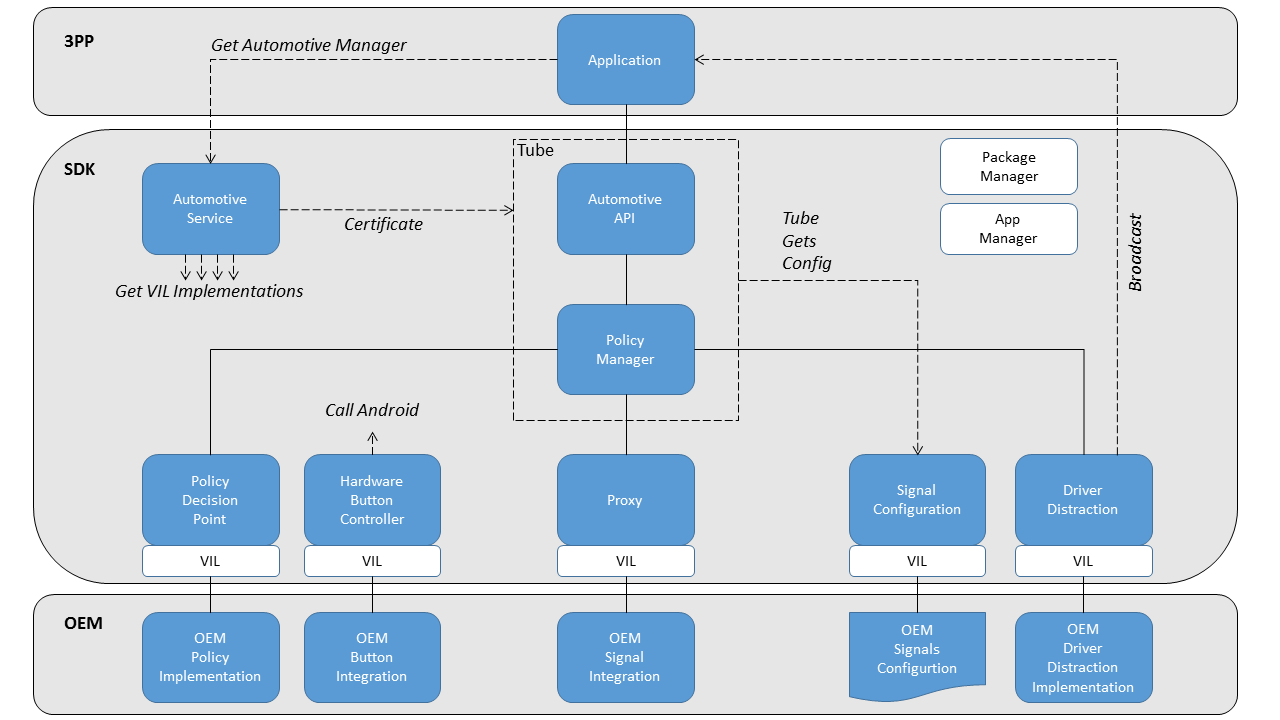 3PP
Get Automotive Manager
Application
SDK
Tube
Package
Manager
Automotive
Service
Automotive
API
App
Manager
Certificate
Tube
Gets
Config
Broadcast
Get VIL Implementations
Policy
Manager
Call Android
Policy
Decision
Point
Hardware
Button
Controller
Proxy
Signal
Configuration
Driver
Distraction
VIL
VIL
VIL
VIL
VIL
OEM
OEM
Policy
Implementation
OEM
Button
Integration
OEM
Signal
Integration
OEM
Signals
Configurtion
OEM
Driver
Distraction
Implementation